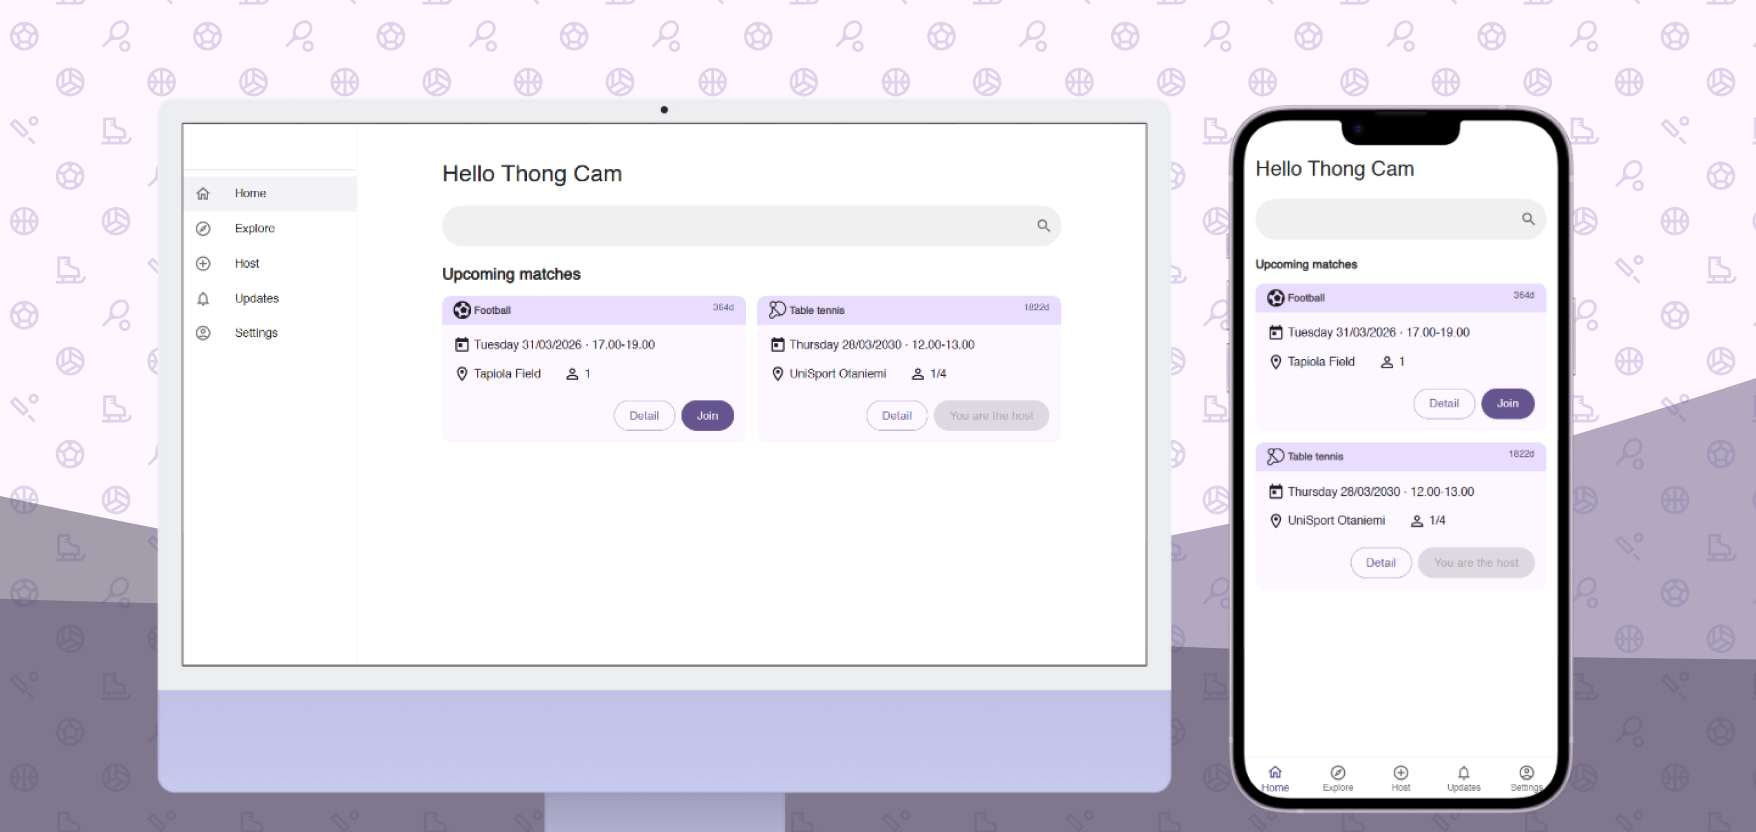 Hello Thong Cam
Home
Explore
Host
Updates
Settings
Upcoming matches
Football 364d
Tuesday 31/03/2026 · 17.00-19.00
Tapiola Field 1
Detail Join
Table tennis 1822d
Thursday 28/03/2030 · 12.00-13.00
UniSport Otaniemi 1/4
Detail You are the host
Hello Thong Cam
Upcoming matches
Football 364d
Tuesday 31/03/2026 · 17.00-19.00
Tapiola Field 1
Detail Join
Table tennis 1822d
Thursday 28/03/2030 · 12.00-13.00
UniSport Otaniemi 1/4
Detail You are the host
Home Explore Host Updates Settings